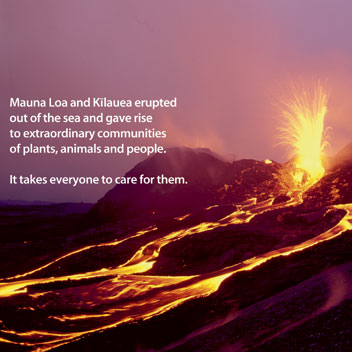 Mauna Loa and Kīlauea erupted
out of the sea and gave rise
to extraordinary communities
of plants, animals and people.
It takes everyone to care for them.